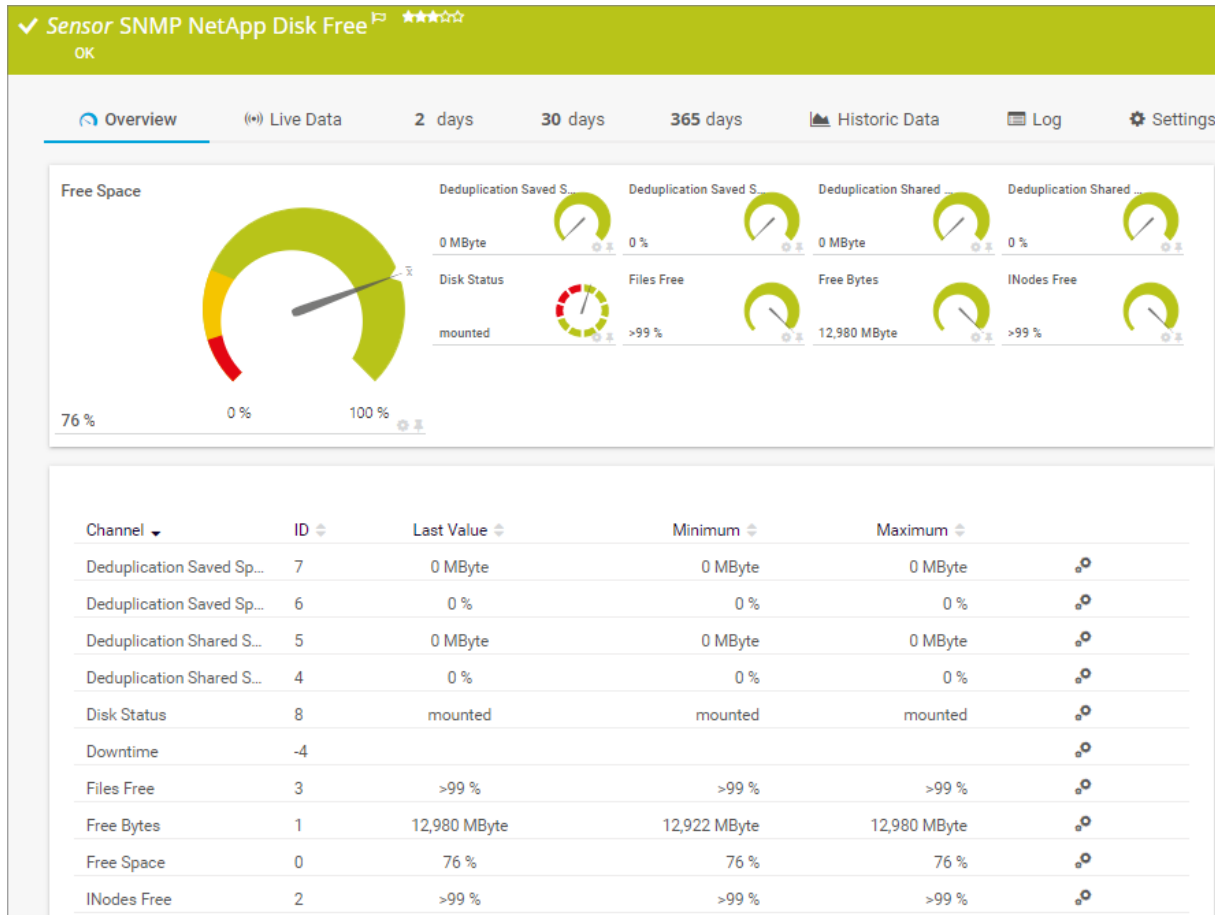 Sensor SNMP NetApp Disk Free
OK
Overview Live Data 2 days 30 days 365 days Historic Data Log Settings
Free Space
76 %
0 % 100 %
x
Deduplication Saved S...
0 MByte
Deduplication Saved S...
0 %
Deduplication Shared ...
0 MByte
Deduplication Shared ...
0 %
Disk Status
mounted
Files Free
>99 %
Free Bytes
12,980 MByte
INodes Free
>99 %
Channel ID Last Value Minimum Maximum
Deduplication Saved Sp... 7 0 MByte 0 MByte 0 MByte
Deduplication Saved Sp... 6 0 % 0 % 0 %
Deduplication Shared S... 5 0 MByte 0 MByte 0 MByte
Deduplication Shared S... 4 0 % 0 % 0 %
Disk Status 8 mounted mounted mounted
Downtime -4
Files Free 3 >99 % >99 % >99 %
Free Bytes 1 12,980 MByte 12,922 MByte 12,980 MByte
Free Space 0 76 % 76 % 76 %
INodes Free 2 >99 % >99 % >99 %